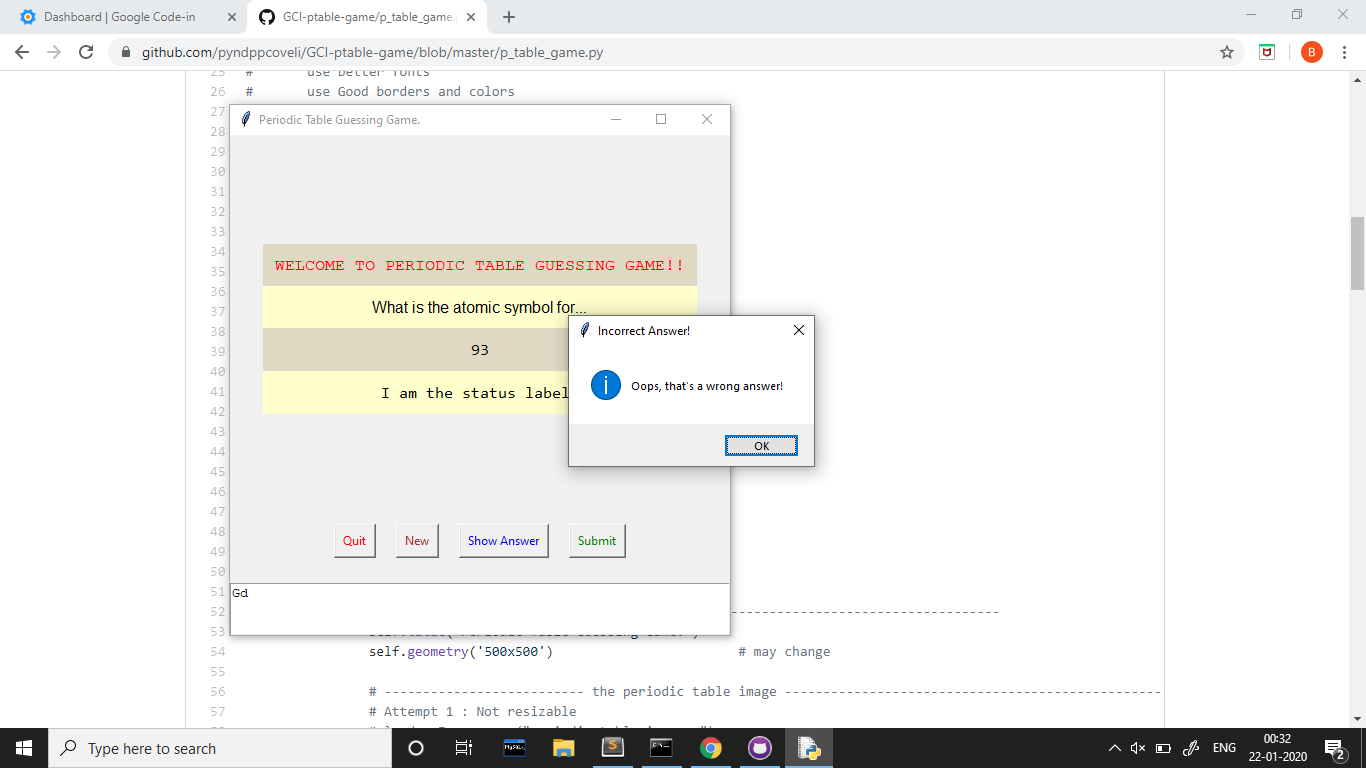 Dashboard | Google Code-in
GCI-ptable-game/p_table_game.
github.com/pyndppcoveli/GCI-ptable-game/blob/master/p_table_game.py
B
25 # use better fonts
26 # use Good borders and colors
27
28
29
30
31
32
33
34
35
36
37
38
39
40
41
42
43
44
45
46
47
48
49
50
51
52 ---------------------------------
53
54 self.geometry('500x500') # may change
55
56 # -------------------------- the periodic table image -------------------------------------------------
57 # Attempt 1 : Not resizable
Periodic Table Guessing Game.
WELCOME TO PERIODIC TABLE GUESSING GAME!!
What is the atomic symbol for...
93
I am the status label
Quit New Show Answer Submit
Gd
Incorrect Answer!
Oops, that's a wrong answer!
OK
Type here to search
MySQL
ENG
00:32
22-01-2020
2